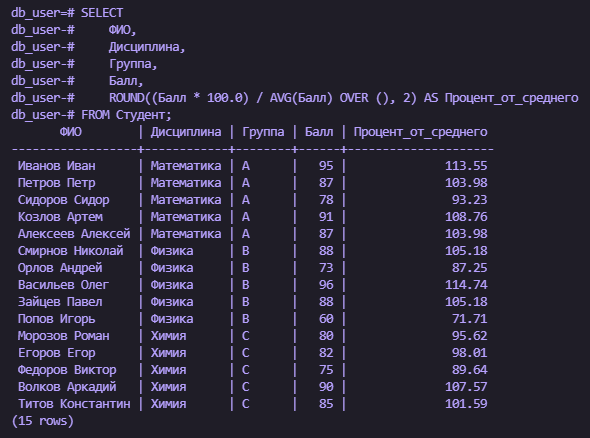 db_user=# SELECT
db_user-#     ФИО,
db_user-#     Дисциплина,
db_user-#     Группа,
db_user-#     Балл,
db_user-#     ROUND((Балл * 100.0) / AVG(Балл) OVER (), 2) AS Процент_от_среднего
db_user-# FROM Студент;
       ФИО        | Дисциплина | Группа | Балл | Процент_от_среднего
------------------+------------+--------+------+---------------------
 Иванов Иван      | Математика | A      |   95 |              113.55
 Петров Петр      | Математика | A      |   87 |              103.98
 Сидоров Сидор    | Математика | A      |   78 |               93.23
 Козлов Артем     | Математика | A      |   91 |              108.76
 Алексеев Алексей | Математика | A      |   87 |              103.98
 Смирнов Николай  | Физика     | B      |   88 |              105.18
 Орлов Андрей     | Физика     | B      |   73 |               87.25
 Васильев Олег    | Физика     | B      |   96 |              114.74
 Зайцев Павел     | Физика     | B      |   88 |              105.18
 Попов Игорь      | Физика     | B      |   60 |               71.71
 Морозов Роман    | Химия      | C      |   80 |               95.62
 Егоров Егор      | Химия      | C      |   82 |               98.01
 Федоров Виктор   | Химия      | C      |   75 |               89.64
 Волков Аркадий   | Химия      | C      |   90 |              107.57
 Титов Константин | Химия      | C      |   85 |              101.59
(15 rows)